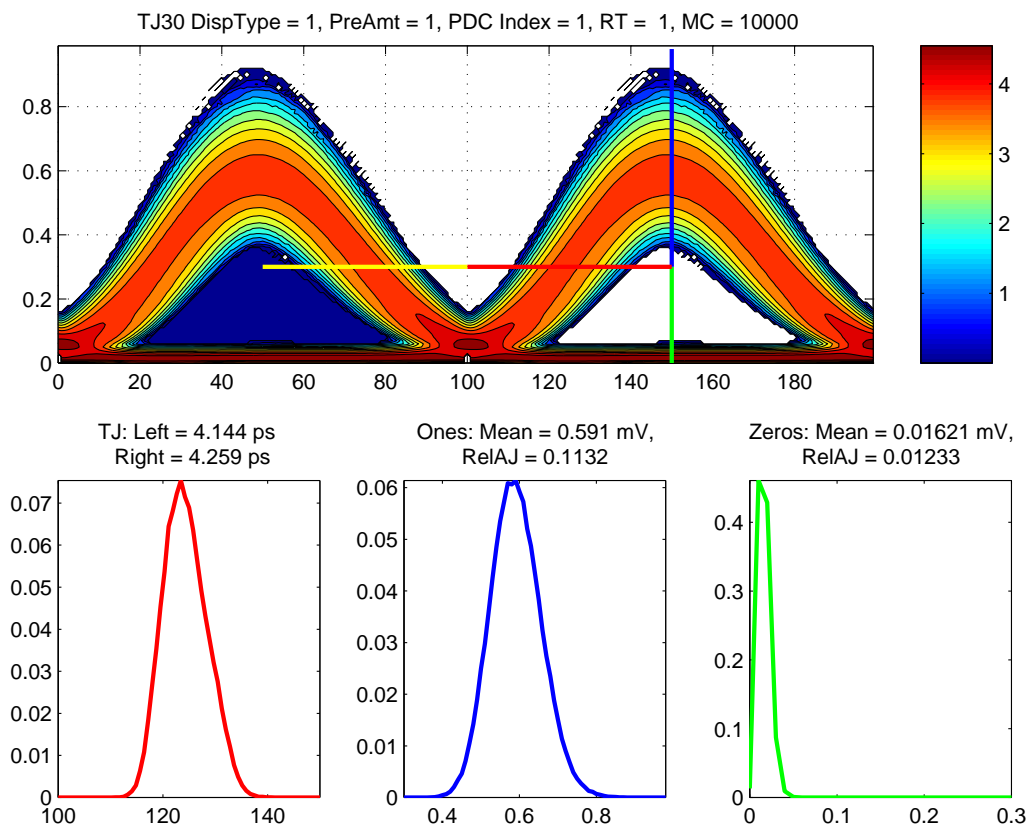 TJ30 DispType = 1, PreAmt = 1, PDC Index = 1, RT =  1, MC = 10000
0.8
0.6
0.4
0.2
0
0 20 40 60 80 100 120 140 160 180
4
3
2
1
TJ: Left = 4.144 ps
Right = 4.259 ps
0.07
0.06
0.05
0.04
0.03
0.02
0.01
0
100 120 140
Ones: Mean = 0.591 mV,
RelAJ = 0.1132
0.06
0.05
0.04
0.03
0.02
0.01
0
0.4 0.6 0.8
Zeros: Mean = 0.01621 mV,
RelAJ = 0.01233
0.4
0.3
0.2
0.1
0
0 0.1 0.2 0.3